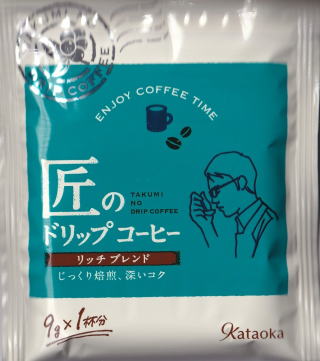 ENJOY COFFEE TIME
匠の
TAKUMI
NO
DRIP-COFFEE
ドリップ コーヒー
リッチ ブレンド
じっくり焙煎、深いコク
9g×1杯分
Kataoka